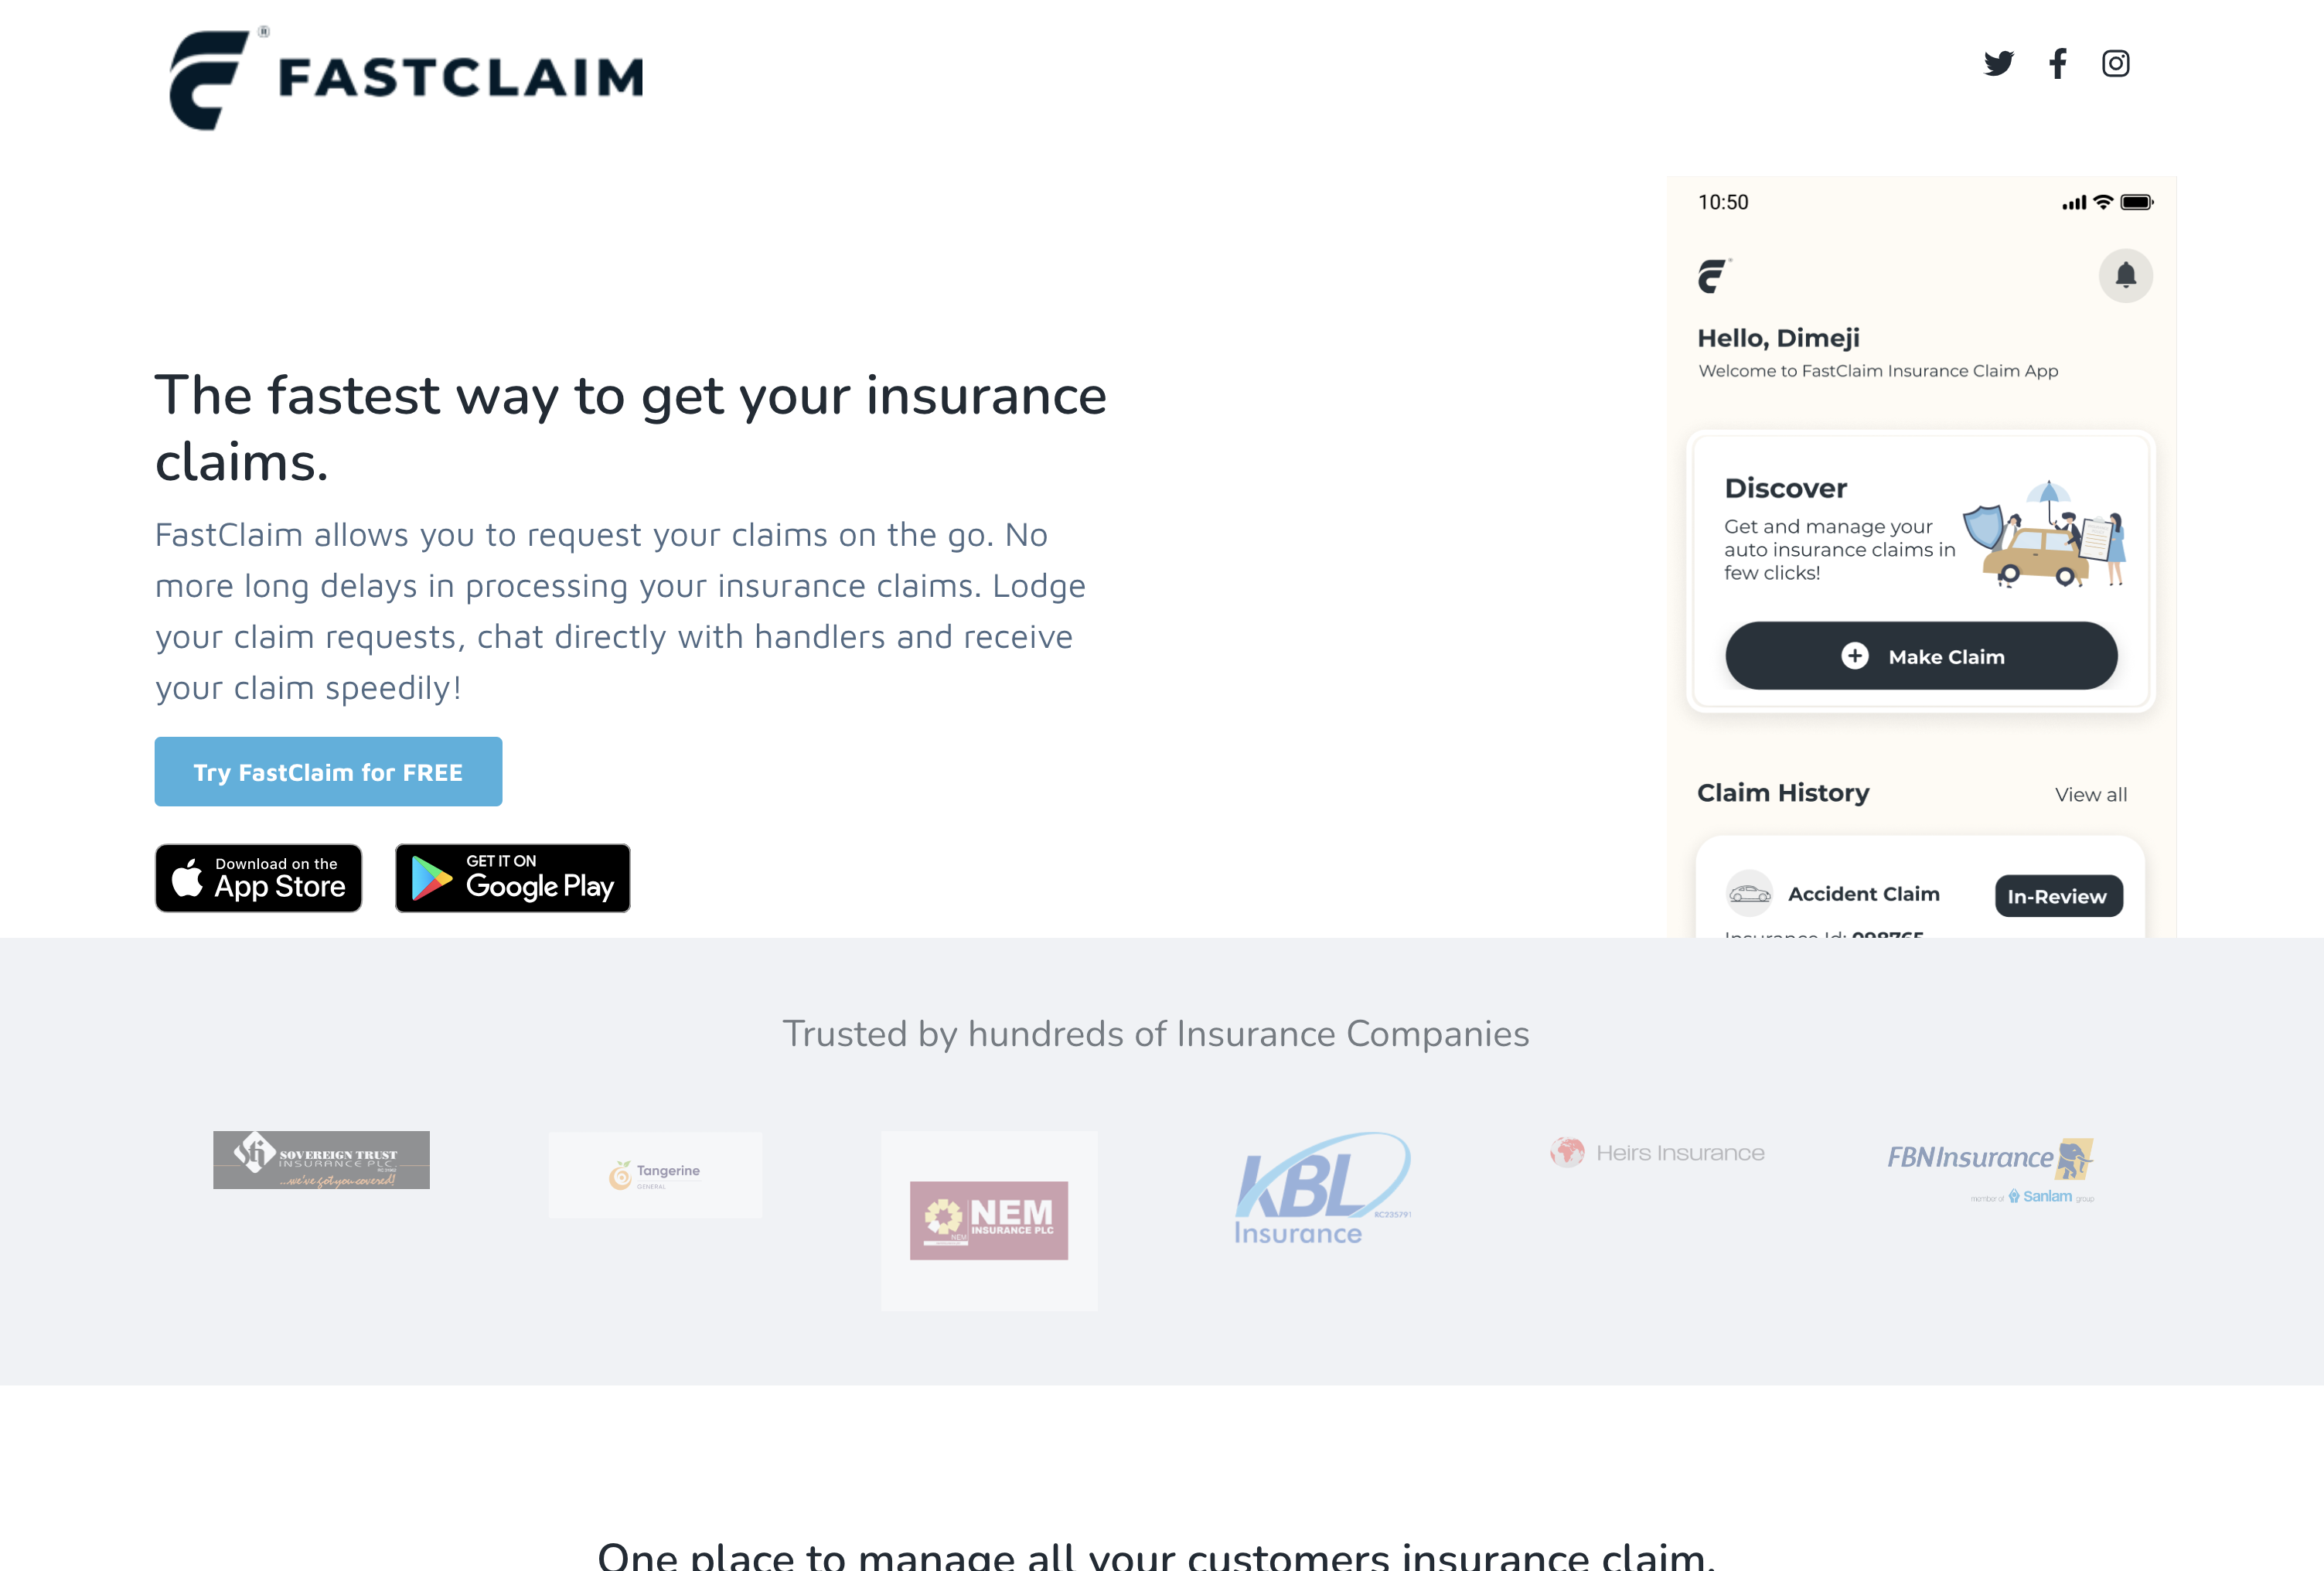 FASTCLAIM
The fastest way to get your insurance
claims.
FastClaim allows you to request your claims on the go. No
more long delays in processing your insurance claims. Lodge
your claim requests, chat directly with handlers and receive
your claim speedily!
Try FastClaim for FREE
Download on the
App Store
GET IT ON
Google Play
10:50
Hello, Dimeji
Welcome to FastClaim Insurance Claim App
Discover
Get and manage your
auto insurance claims in
few clicks!
Make Claim
Claim History
View all
Accident Claim
In-Review
Insurance Id: 098765
Trusted by hundreds of Insurance Companies
SOVEREIGN TRUST
INSURANCE PLC
...we've got you covered!
Tangerine
GENERAL
NEM
INSURANCE PLC
NEM
KBL
RC235791
Insurance
Heirs Insurance
FBNInsurance
member of Sanlam group
One place to manage all your customers insurance claim.